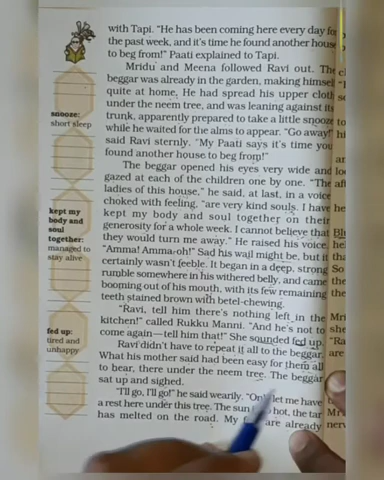 with Tapi. "He has been coming here every day for
the past week, and it's time he found another house
to beg from!" Paati explained to Tapi.
Mridu and Meena followed Ravi out. The
beggar was already in the garden, making himself
quite at home. He had spread his upper cloth
under the neem tree, and was leaning against its
trunk, apparently prepared to take a little snooze
while he waited for the alms to appear. "Go away!"
said Ravi sternly. "My Paati says it's time you
found another house to beg from!"
The beggar opened his eyes very wide and
gazed at each of the children one by one. "The
ladies of this house," he said, at last, in a voice
choked with feeling, "are very kind souls. I have
kept my body and soul together on their
generosity for a whole week. I cannot believe that
they would turn me away." He raised his voice,
"Amma! Amma-oh!" Sad his wail might be, but it
certainly wasn't feeble. It began in a deep, strong
rumble somewhere in his withered belly, and came
booming out of his mouth, with its few remaining
teeth stained brown with betel-chewing.
"Ravi, tell him there's nothing left in the
kitchen!" called Rukku Manni. "And he's not to
come again—tell him that!" She sounded fed up.
Ravi didn't have to repeat it all to the beggar.
What his mother said had been easy for them all
to hear, there under the neem tree. The beggar
sat up and sighed.
"I'll go, I'll go!" he said wearily. "Only let me have
a rest here under this tree. The sun hot, the tar
has melted on the road. My are already
snooze:
short sleep
kept my
body and
soul
together:
managed to
stay alive
fed up:
tired and
unhappy